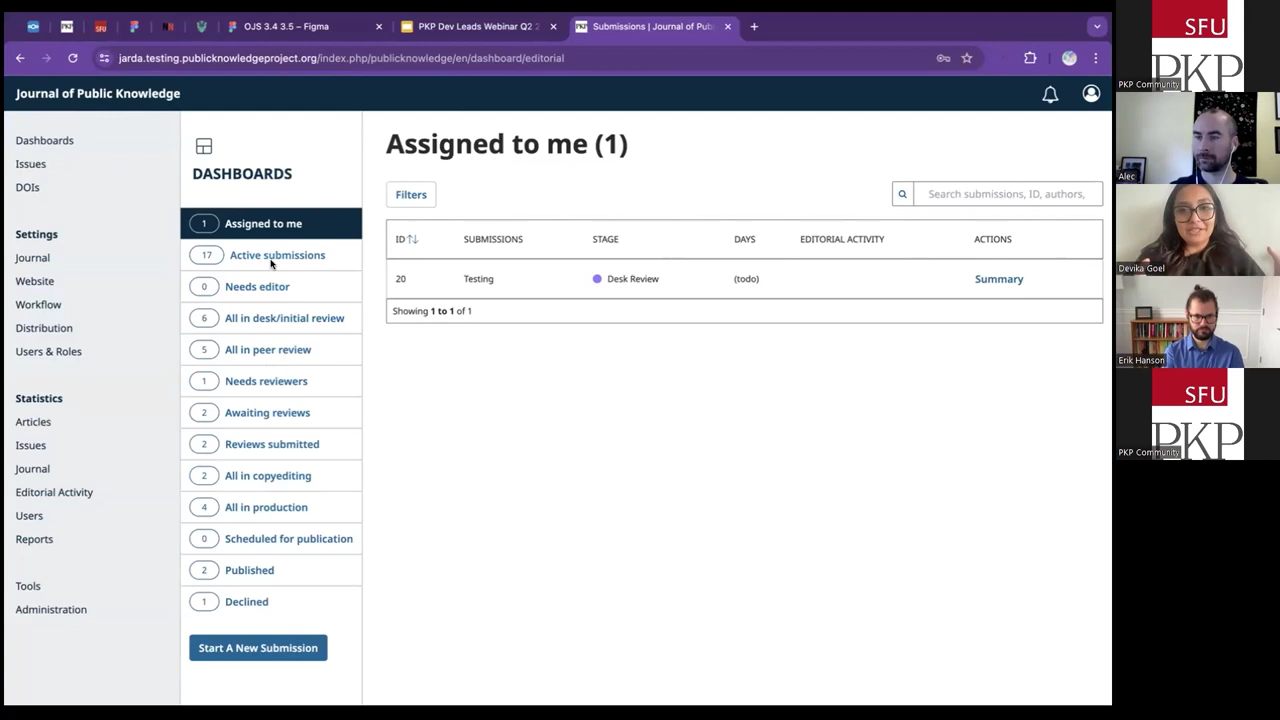 OJS 3.4 3.5 – Figma
PKP Dev Leads Webinar Q2 2
Submissions | Journal of Pub
jarda.testing.publicknowledgeproject.org/index.php/publicknowledge/en/dashboard/editorial
Journal of Public Knowledge
Dashboards
Issues
DOIs
Settings
Journal
Website
Workflow
Distribution
Users & Roles
Statistics
Articles
Issues
Journal
Editorial Activity
Users
Reports
Tools
Administration
DASHBOARDS
1 Assigned to me
17 Active submissions
0 Needs editor
6 All in desk/initial review
5 All in peer review
1 Needs reviewers
2 Awaiting reviews
2 Reviews submitted
2 All in copyediting
4 All in production
0 Scheduled for publication
2 Published
1 Declined
Start A New Submission
Assigned to me (1)
Filters
Search submissions, ID, authors,
ID SUBMISSIONS STAGE DAYS EDITORIAL ACTIVITY ACTIONS
20 Testing Desk Review (todo) Summary
Showing 1 to 1 of 1
SFU
PKP
PKP Community
Alec
Devika Goel
Erik Hanson
SFU
PKP
PKP Community